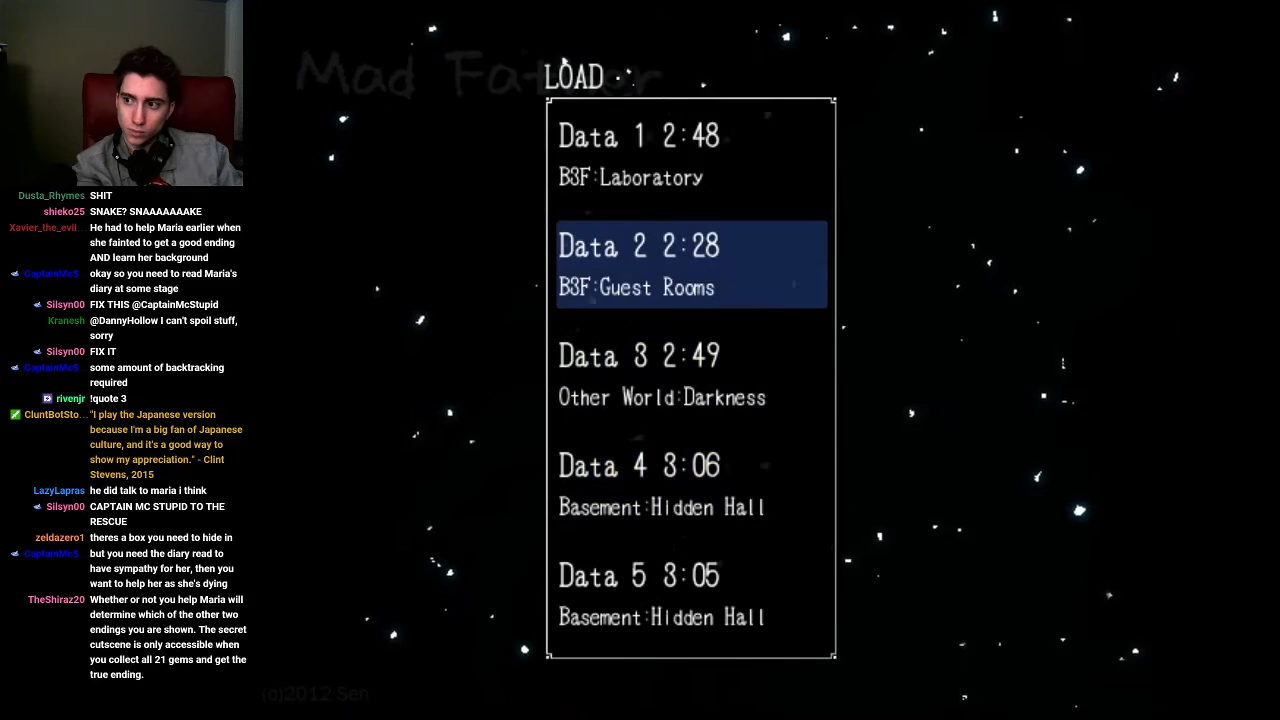 Mad Father
LOAD
Data 1 2:48
B3F:Laboratory
Data 2 2:28
B3F:Guest Rooms
Data 3 2:49
Other World:Darkness
Data 4 3:06
Basement:Hidden Hall
Data 5 3:05
Basement:Hidden Hall
(c)2012 Sen
Dusta_Rhymes SHIT
shieko25 SNAKE? SNAAAAAAKE
Xavier_the_evil... He had to help Maria earlier when
she fainted to get a good ending
AND learn her background
CaptainMcS okay so you need to read Maria's
diary at some stage
Silsyn00 FIX THIS @CaptainMcStupid
Kranesh @DannyHollow I can't spoil stuff,
sorry
Silsyn00 FIX IT
CaptainMcS some amount of backtracking
required
rivenjr !quote 3
CluntBotSto... "I play the Japanese version
because I'm a big fan of Japanese
culture, and it's a good way to
show my appreciation." - Clint
Stevens, 2015
LazyLapras he did talk to maria i think
Silsyn00 CAPTAIN MC STUPID TO THE
RESCUE
zeldazero1 theres a box you need to hide in
CaptainMcS but you need the diary read to
have sympathy for her, then you
want to help her as she's dying
TheShiraz20 Whether or not you help Maria will
determine which of the other two
endings you are shown. The secret
cutscene is only accessible when
you collect all 21 gems and get the
true ending.